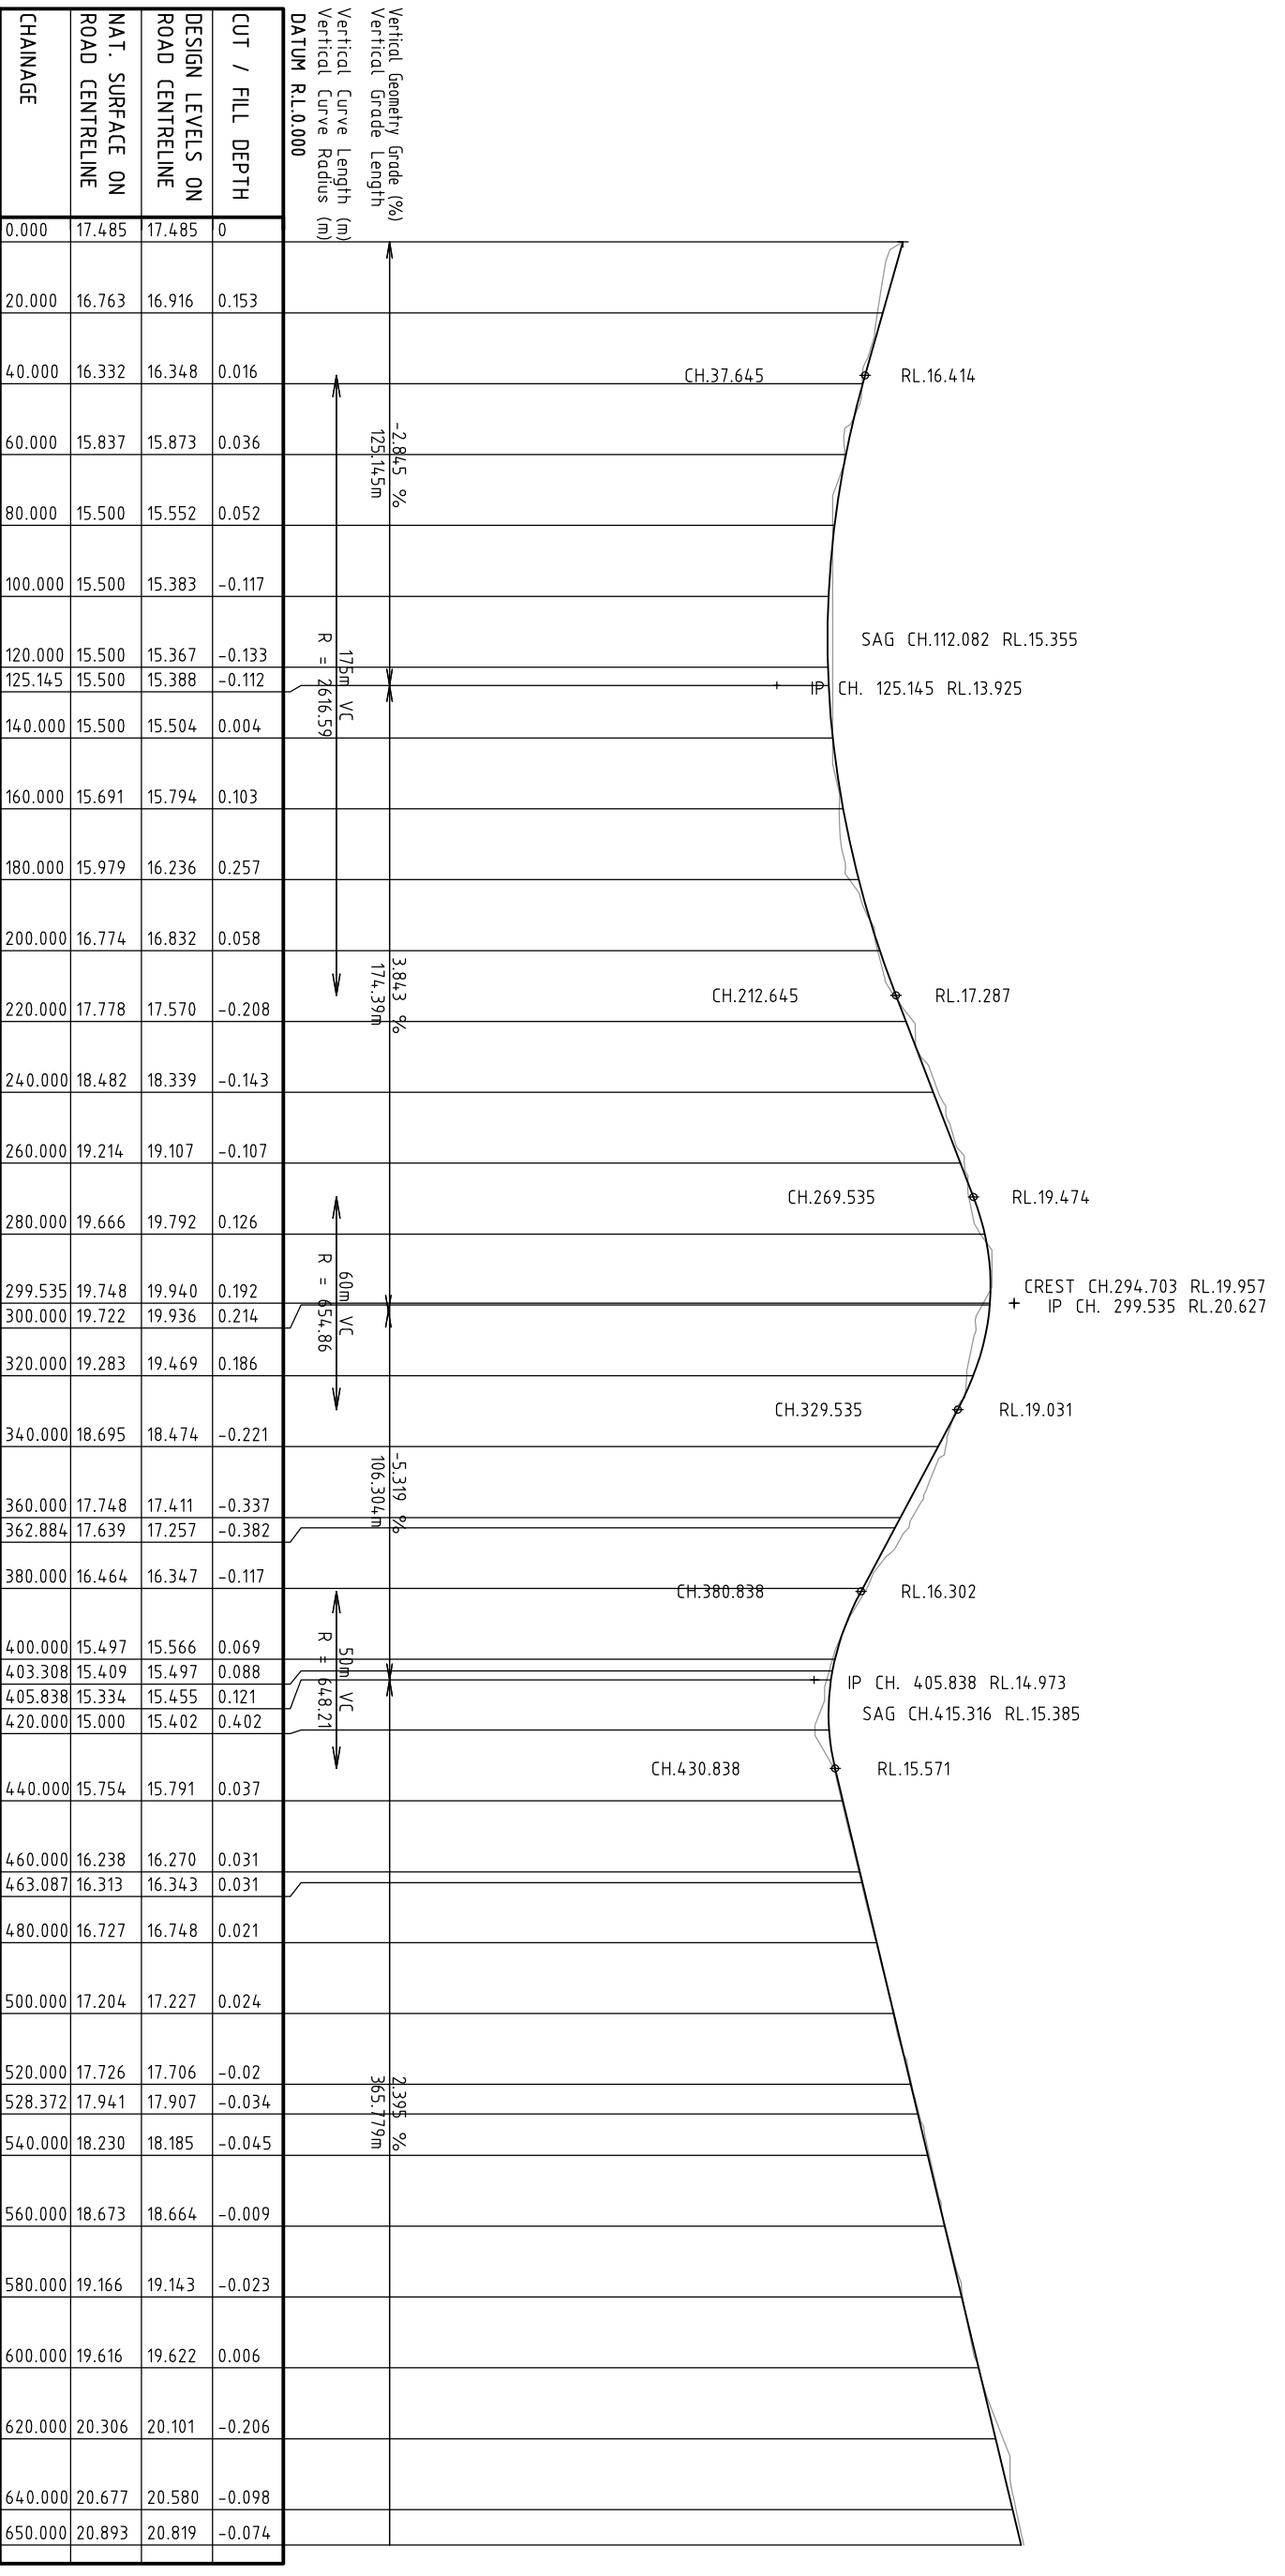 Vertical Geometry Grade (%)
Vertical Grade Length
Vertical Curve Length (m)
Vertical Curve Radius (m)
DATUM R.L.0.000
CUT / FILL DEPTH
DESIGN LEVELS ON
ROAD CENTRELINE
NAT. SURFACE ON
ROAD CENTRELINE
CHAINAGE
0.000 17.485 17.485 0
20.000 16.763 16.916 0.153
40.000 16.332 16.348 0.016
60.000 15.837 15.873 0.036
80.000 15.500 15.552 0.052
100.000 15.500 15.383 -0.117
120.000 15.500 15.367 -0.133
125.145 15.500 15.388 -0.112
140.000 15.500 15.504 0.004
160.000 15.691 15.794 0.103
180.000 15.979 16.236 0.257
200.000 16.774 16.832 0.058
220.000 17.778 17.570 -0.208
240.000 18.482 18.339 -0.143
260.000 19.214 19.107 -0.107
280.000 19.666 19.792 0.126
299.535 19.748 19.940 0.192
300.000 19.722 19.936 0.214
320.000 19.283 19.469 0.186
340.000 18.695 18.474 -0.221
360.000 17.748 17.411 -0.337
362.884 17.639 17.257 -0.382
380.000 16.464 16.347 -0.117
400.000 15.497 15.566 0.069
403.308 15.409 15.497 0.088
405.838 15.334 15.455 0.121
420.000 15.000 15.402 0.402
440.000 15.754 15.791 0.037
460.000 16.238 16.270 0.031
463.087 16.313 16.343 0.031
480.000 16.727 16.748 0.021
500.000 17.204 17.227 0.024
520.000 17.726 17.706 -0.02
528.372 17.941 17.907 -0.034
540.000 18.230 18.185 -0.045
560.000 18.673 18.664 -0.009
580.000 19.166 19.143 -0.023
600.000 19.616 19.622 0.006
620.000 20.306 20.101 -0.206
640.000 20.677 20.580 -0.098
650.000 20.893 20.819 -0.074
-2.845 %
125.145m
175m VC
R = 2616.59
3.843 %
174.39m
60m VC
R = 654.86
-5.319 %
106.304m
50m VC
R = 648.21
2.395 %
365.779m
CH.37.645 RL.16.414
SAG CH.112.082 RL.15.355
IP CH. 125.145 RL.13.925
CH.212.645 RL.17.287
CH.269.535 RL.19.474
CREST CH.294.703 RL.19.957
IP CH. 299.535 RL.20.627
CH.329.535 RL.19.031
CH.380.838 RL.16.302
IP CH. 405.838 RL.14.973
SAG CH.415.316 RL.15.385
CH.430.838 RL.15.571